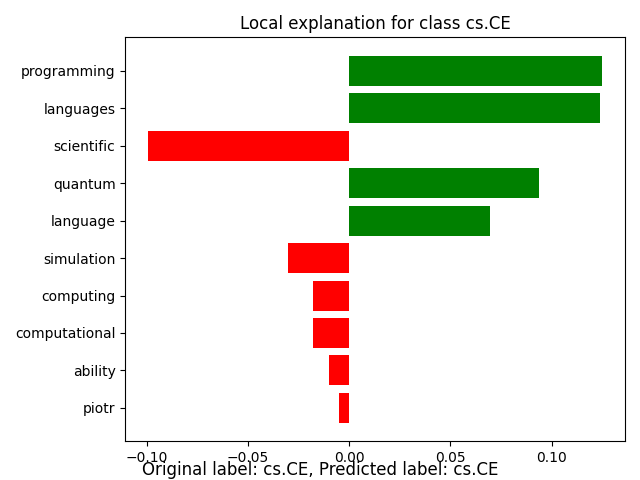 Local explanation for class cs.CE
programming
languages
scientific
quantum
language
simulation
computing
computational
ability
piotr
−0.10 −0.05 0.00 0.05 0.10
Original label: cs.CE, Predicted label: cs.CE